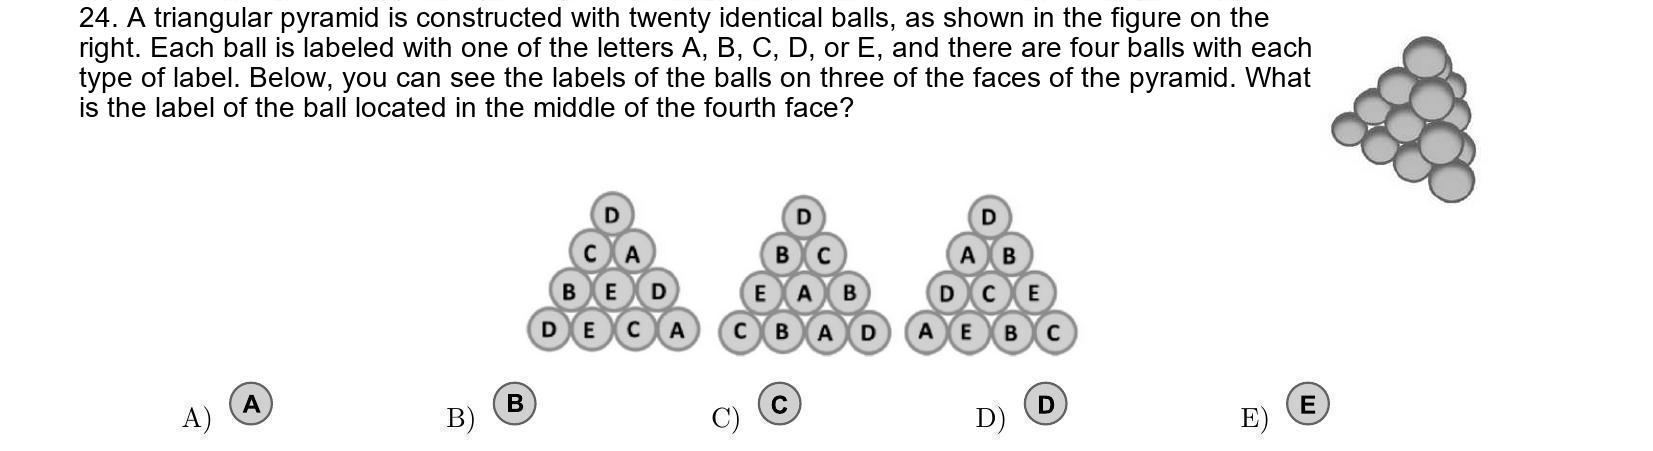 24. A triangular pyramid is constructed with twenty identical balls, as shown in the figure on the
right. Each ball is labeled with one of the letters A, B, C, D, or E, and there are four balls with each
type of label. Below, you can see the labels of the balls on three of the faces of the pyramid. What
is the label of the ball located in the middle of the fourth face?
D D D
C A B C A B
B E D E A B D C E
D E C A C B A D A E B C
A) A B) B C) C D) D E) E